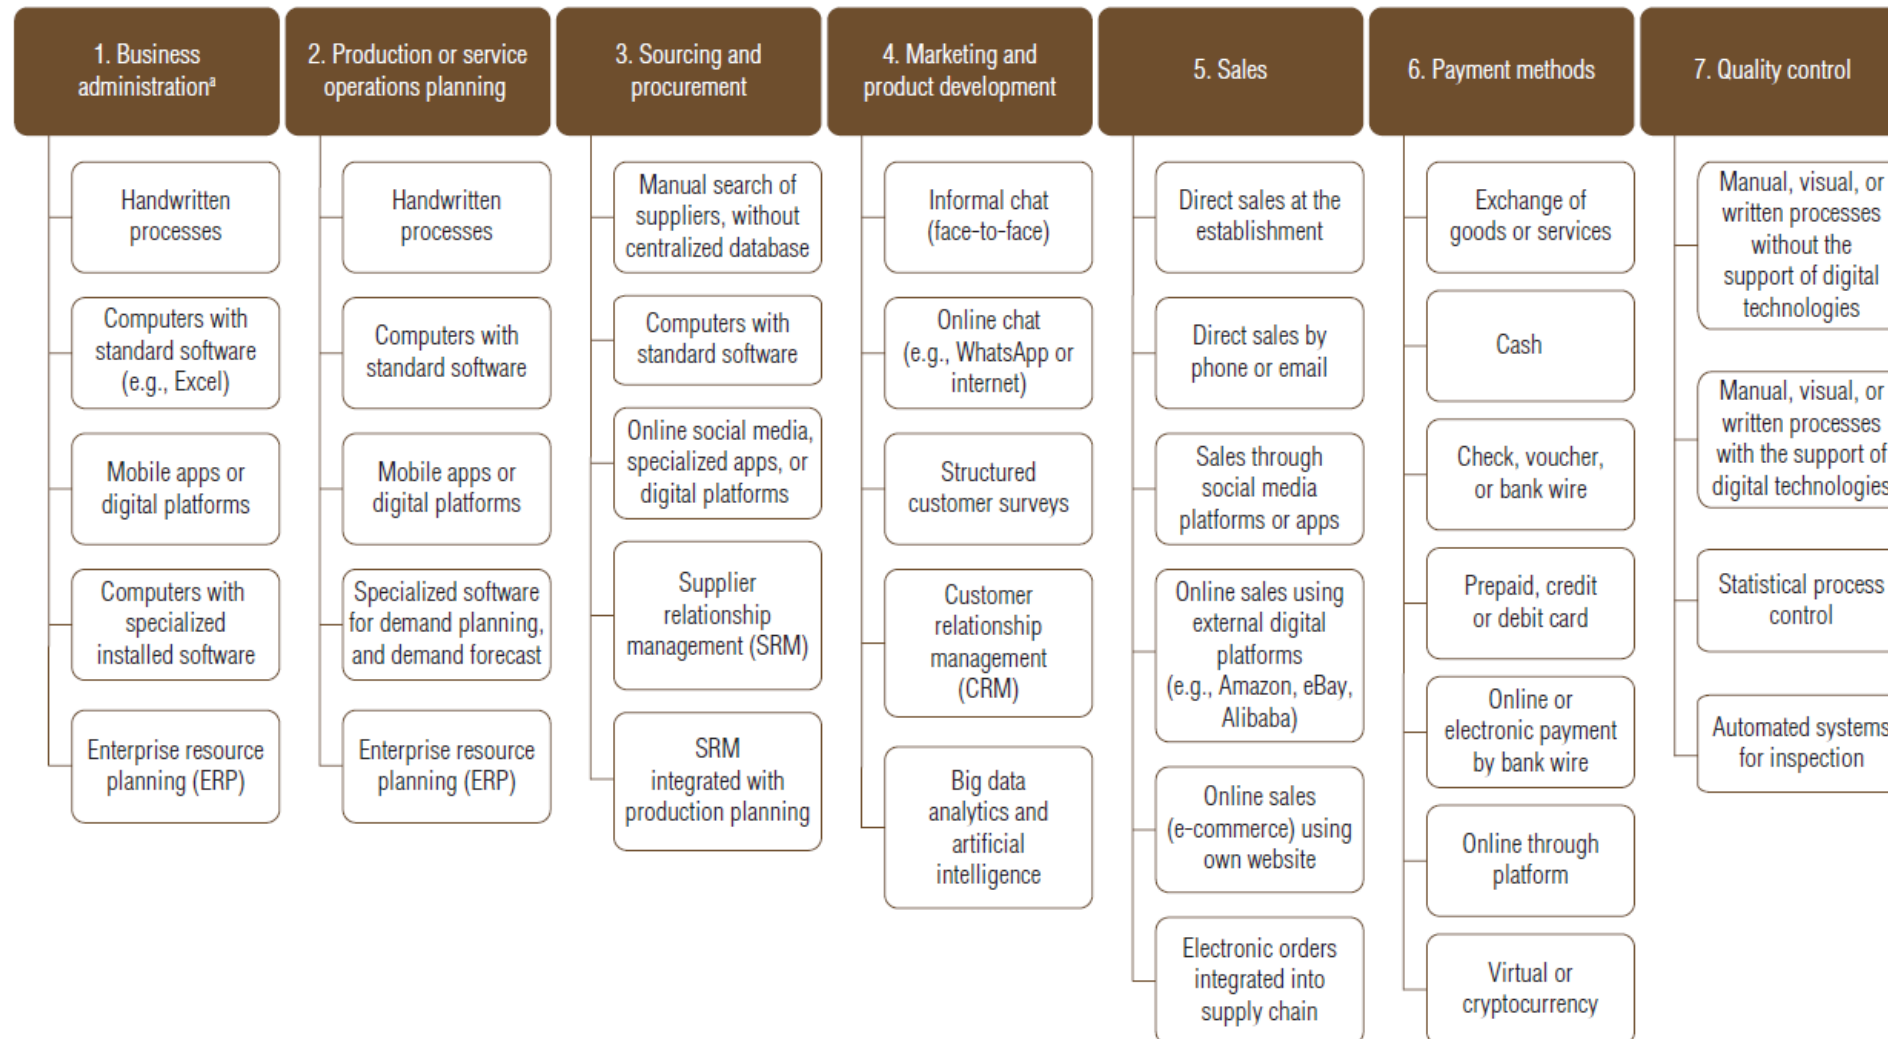 1. Business
administrationᵃ
Handwritten
processes
Computers with
standard software
(e.g., Excel)
Mobile apps or
digital platforms
Computers with
specialized
installed software
Enterprise resource
planning (ERP)
2. Production or service
operations planning
Handwritten
processes
Computers with
standard software
Mobile apps or
digital platforms
Specialized software
for demand planning,
and demand forecast
Enterprise resource
planning (ERP)
3. Sourcing and
procurement
Manual search of
suppliers, without
centralized database
Computers with
standard software
Online social media,
specialized apps, or
digital platforms
Supplier
relationship
management (SRM)
SRM
integrated with
production planning
4. Marketing and
product development
Informal chat
(face-to-face)
Online chat
(e.g., WhatsApp or
internet)
Structured
customer surveys
Customer
relationship
management
(CRM)
Big data
analytics and
artificial
intelligence
5. Sales
Direct sales at the
establishment
Direct sales by
phone or email
Sales through
social media
platforms or apps
Online sales using
external digital
platforms
(e.g., Amazon, eBay,
Alibaba)
Online sales
(e-commerce) using
own website
Electronic orders
integrated into
supply chain
6. Payment methods
Exchange of
goods or services
Cash
Check, voucher,
or bank wire
Prepaid, credit
or debit card
Online or
electronic payment
by bank wire
Online through
platform
Virtual or
cryptocurrency
7. Quality control
Manual, visual, or
written processes
without the
support of digital
technologies
Manual, visual, or
written processes
with the support of
digital technologies
Statistical process
control
Automated systems
for inspection